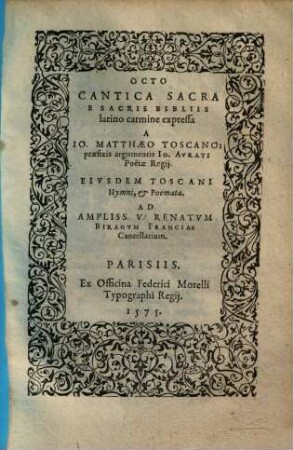 OCTO
CANTICA SACRA
E SACRIS BIBLIIS
latino carmine expressa
A
IO. MATTHÆO TOSCANO:
præfixis argumentis Io. AVRATI
Poëtæ Regij.
EIVSDEM TOSCANI
Hymni, & Poemata.
AD
AMPLISS. V. RENATVM
BIRAGVM FRANCIAE
Cancellarium.
PARISIIS.
Ex Officina Federici Morelli
Typographi Regij.
1575.